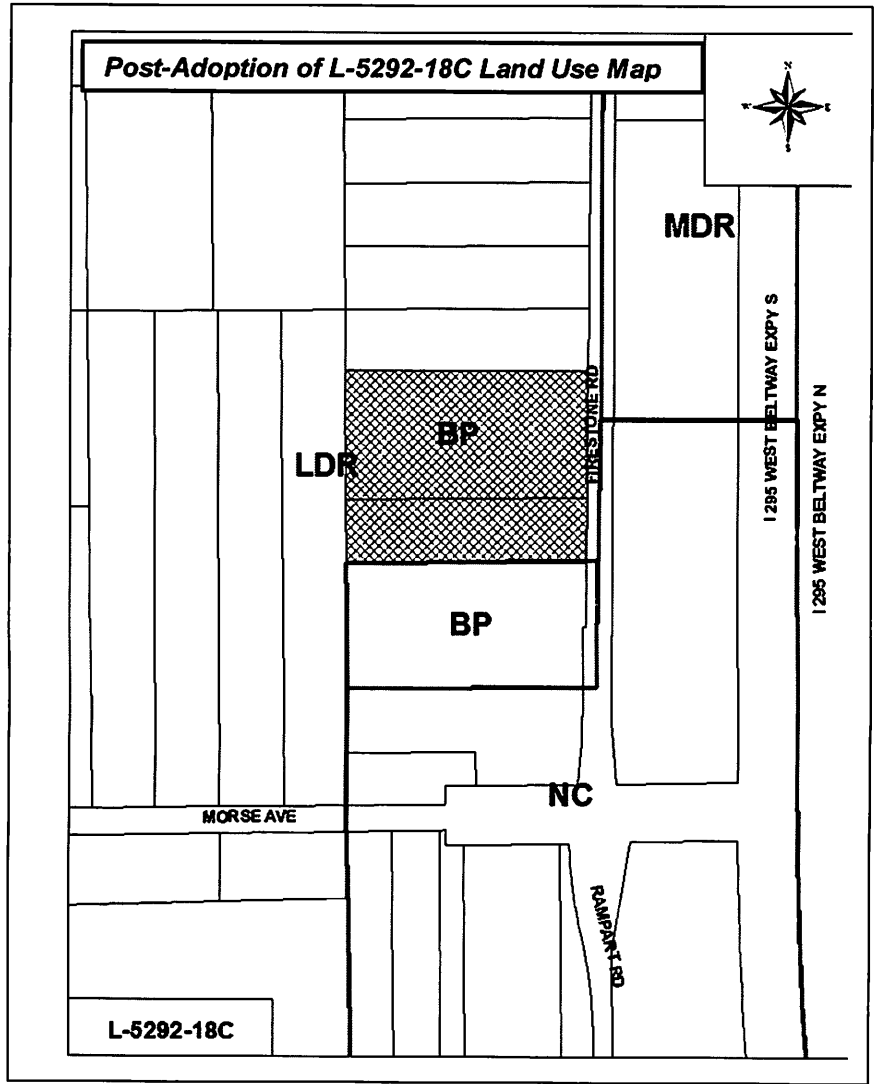 Post-Adoption of L-5292-18C Land Use Map
N
W
E
S
MDR
I 295 WEST BELTWAY EXPY S
I 295 WEST BELTWAY EXPY N
FIRESTONE RD
BP
LDR
BP
NC
MORSE AVE
RAMPART RD
L-5292-18C